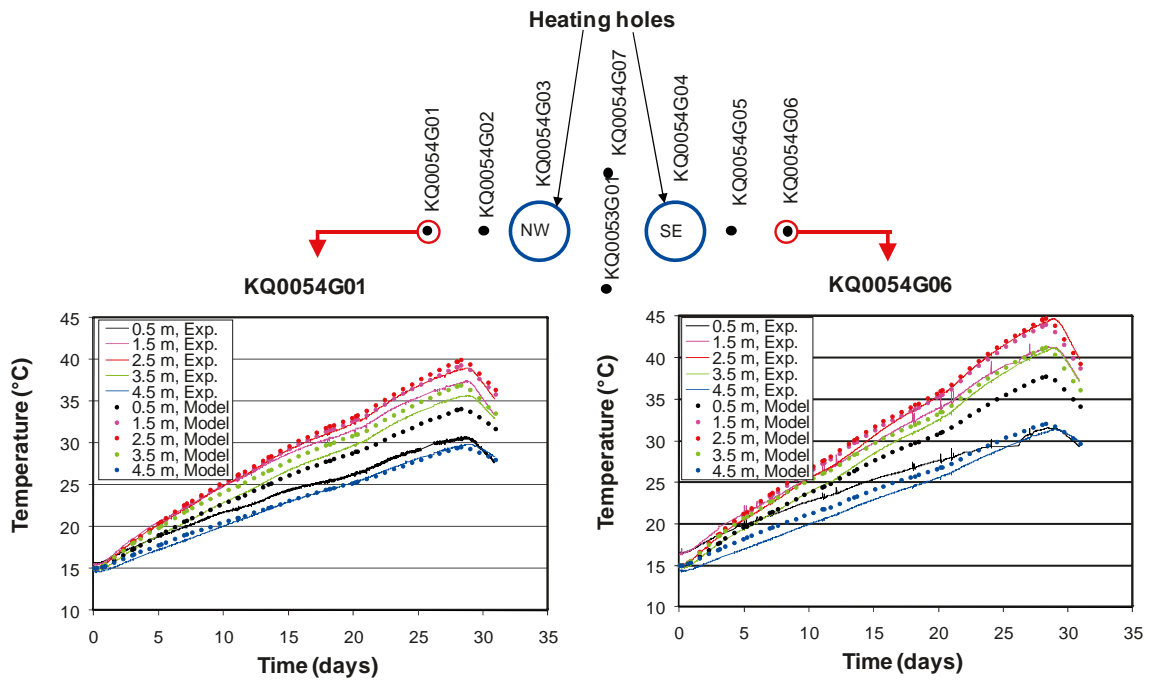 Heating holes
KQ0054G01
KQ0054G02
KQ0054G03
KQ0054G07
KQ0053G01
KQ0054G04
KQ0054G05
KQ0054G06
NW
SE
KQ0054G01
KQ0054G06
Temperature (°C)
45
40
35
30
25
20
15
10
0.5 m, Exp.
1.5 m, Exp.
2.5 m, Exp.
3.5 m, Exp.
4.5 m, Exp.
0.5 m, Model
1.5 m, Model
2.5 m, Model
3.5 m, Model
4.5 m, Model
0 5 10 15 20 25 30 35
Time (days)
Temperature (°C)
45
40
35
30
25
20
15
10
0.5 m, Exp.
1.5 m, Exp.
2.5 m, Exp.
3.5 m, Exp.
4.5 m, Exp.
0.5 m, Model
1.5 m, Model
2.5 m, Model
3.5 m, Model
4.5 m, Model
0 5 10 15 20 25 30 35
Time (days)